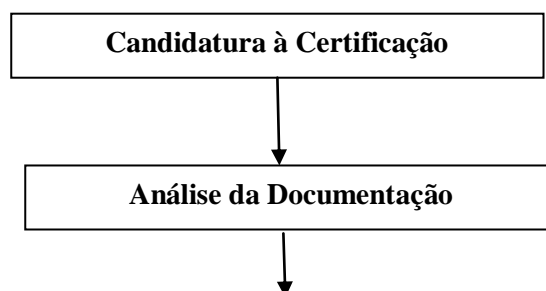 Candidatura à Certificação
Análise da Documentação